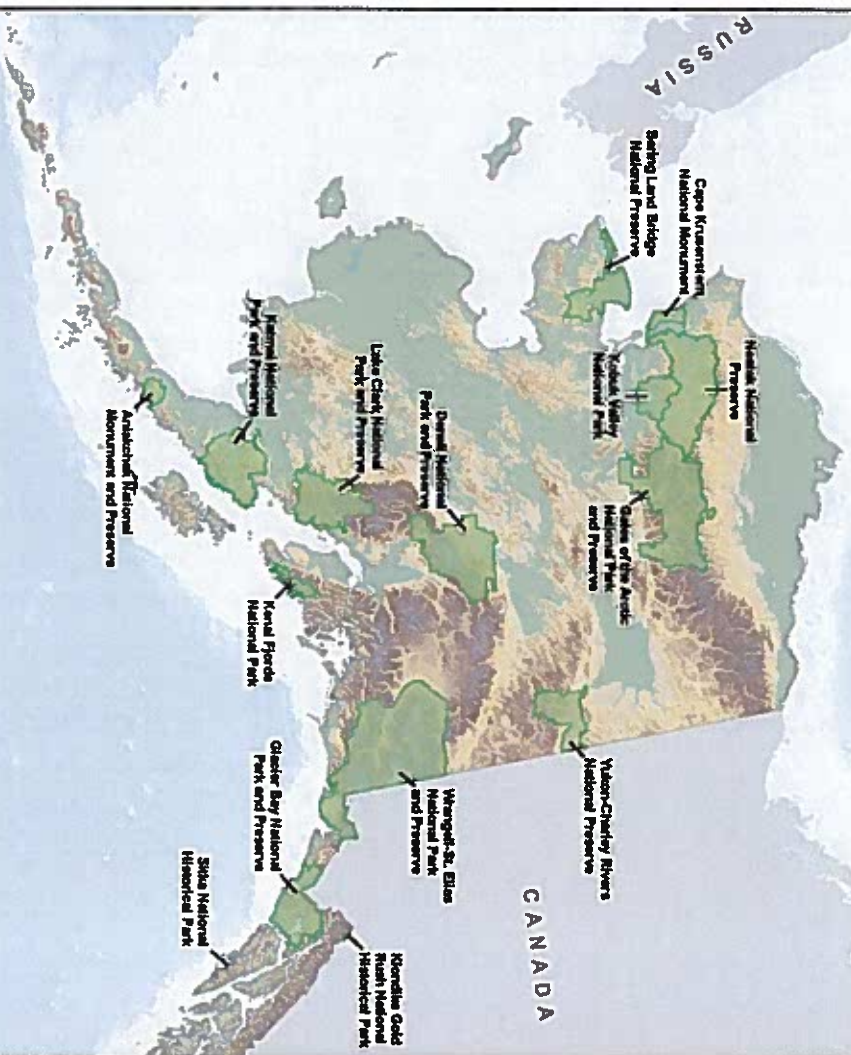 RUSSIA
Cape Krusenstern
National Monument
Bering Land Bridge
National Preserve
Noatak National
Preserve
Kobuk Valley
National Park
Gates of the Arctic
National Park
and Preserve
Yukon-Charley Rivers
National Preserve
CANADA
Denali National
Park and Preserve
Lake Clark National
Park and Preserve
Katmai National
Park and Preserve
Aniakchak National
Monument and Preserve
Kenai Fjords
National Park
Wrangell-St. Elias
National Park
and Preserve
Glacier Bay National
Park and Preserve
Klondike Gold
Rush National
Historical Park
Sitka National
Historical Park